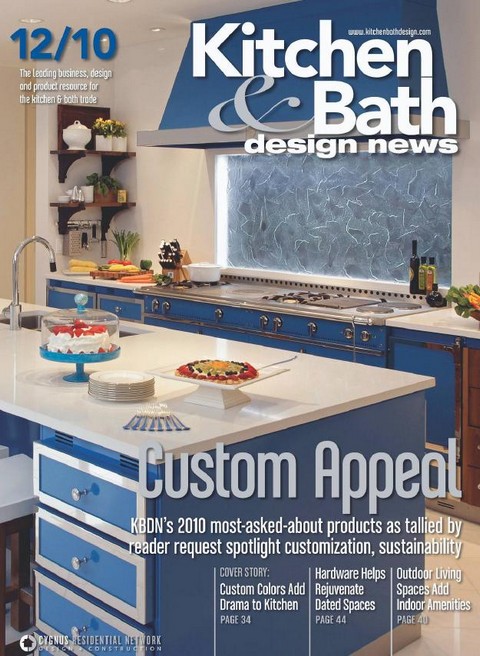 12/10
The leading business, design
and product resource for
the kitchen & bath trade
www.kitchenbathdesign.com
Kitchen
& Bath
design news
Custom Appeal
KBDN's 2010 most-asked-about products as tallied by
reader request spotlight customization, sustainability
COVER STORY:
Custom Colors Add
Drama to Kitchen
PAGE 34
Hardware Helps
Rejuvenate
Dated Spaces
PAGE 44
Outdoor Living
Spaces Add
Indoor Amenities
PAGE 40
CYGNUS RESIDENTIAL NETWORK
DESIGN + CONSTRUCTION